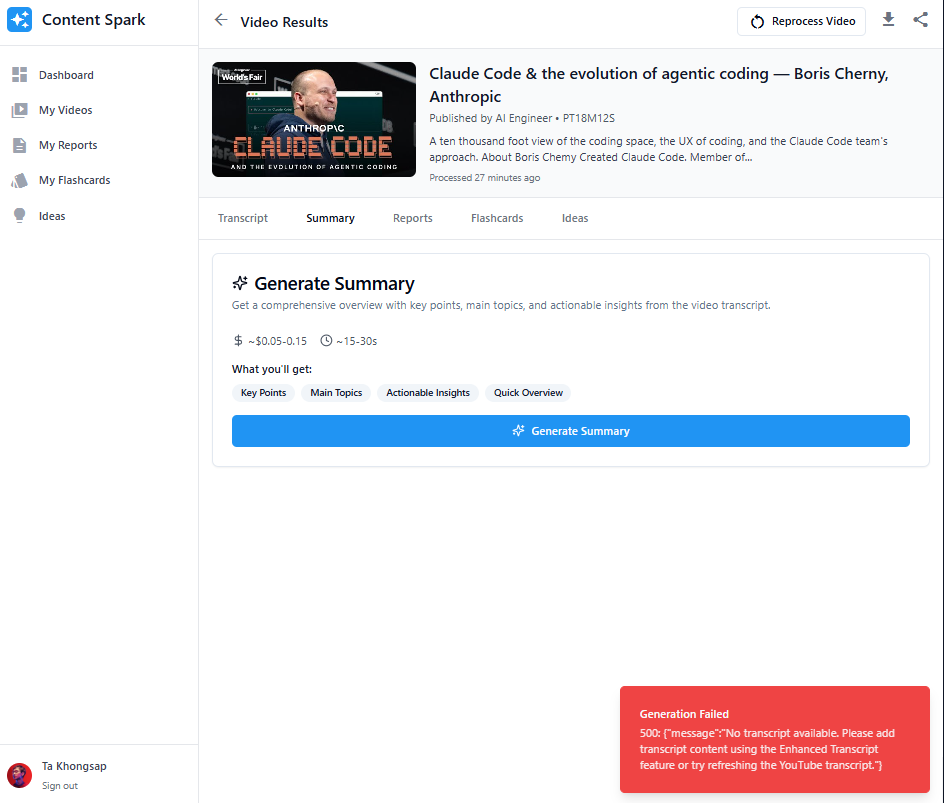 Content Spark
Dashboard
My Videos
My Reports
My Flashcards
Ideas
Ta Khongsap
Sign out
Video Results
Reprocess Video
World's Fair
ANTHROP\C
CLAUDE CODE
AND THE EVOLUTION OF AGENTIC CODING
Claude Code & the evolution of agentic coding — Boris Cherny,
Anthropic
Published by AI Engineer • PT18M12S
A ten thousand foot view of the coding space, the UX of coding, and the Claude Code team's
approach. About Boris Cherny Created Claude Code. Member of...
Processed 27 minutes ago
Transcript
Summary
Reports
Flashcards
Ideas
Generate Summary
Get a comprehensive overview with key points, main topics, and actionable insights from the video transcript.
~$0.05-0.15
~15-30s
What you'll get:
Key Points
Main Topics
Actionable Insights
Quick Overview
Generate Summary
Generation Failed
500: {"message":"No transcript available. Please add
transcript content using the Enhanced Transcript
feature or try refreshing the YouTube transcript."}